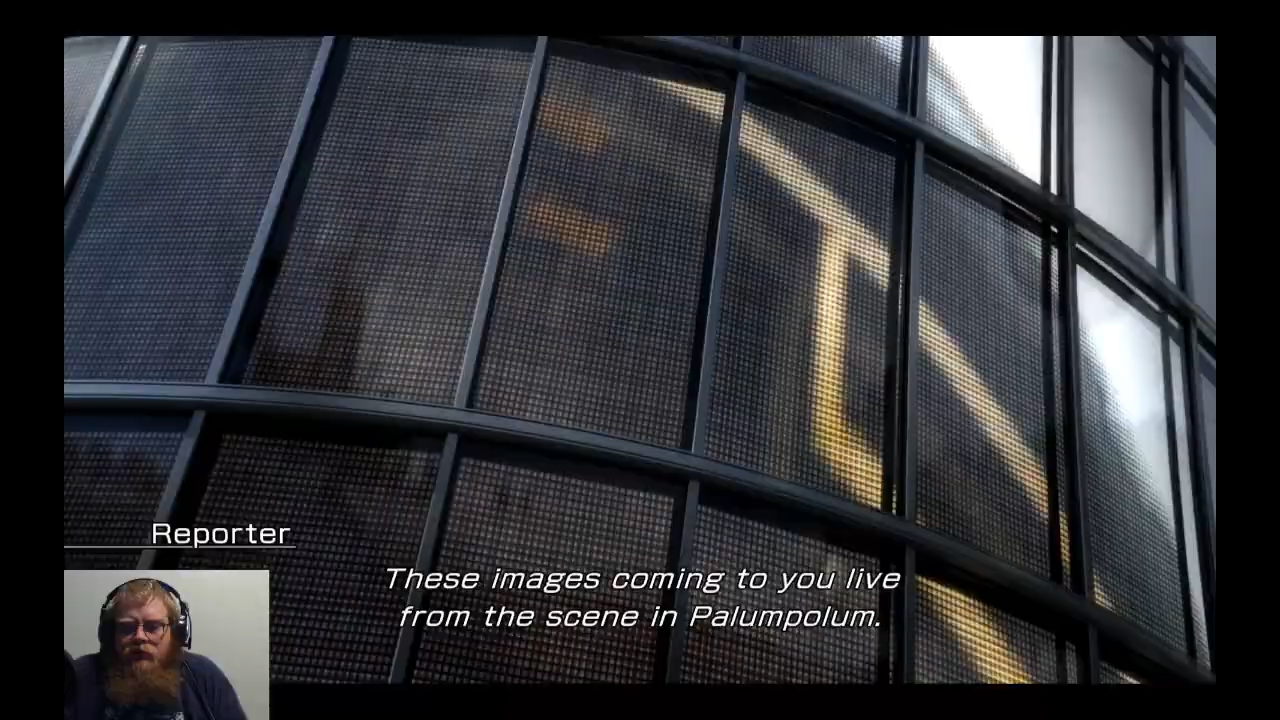 Reporter
These images coming to you live
from the scene in Palumpolum.